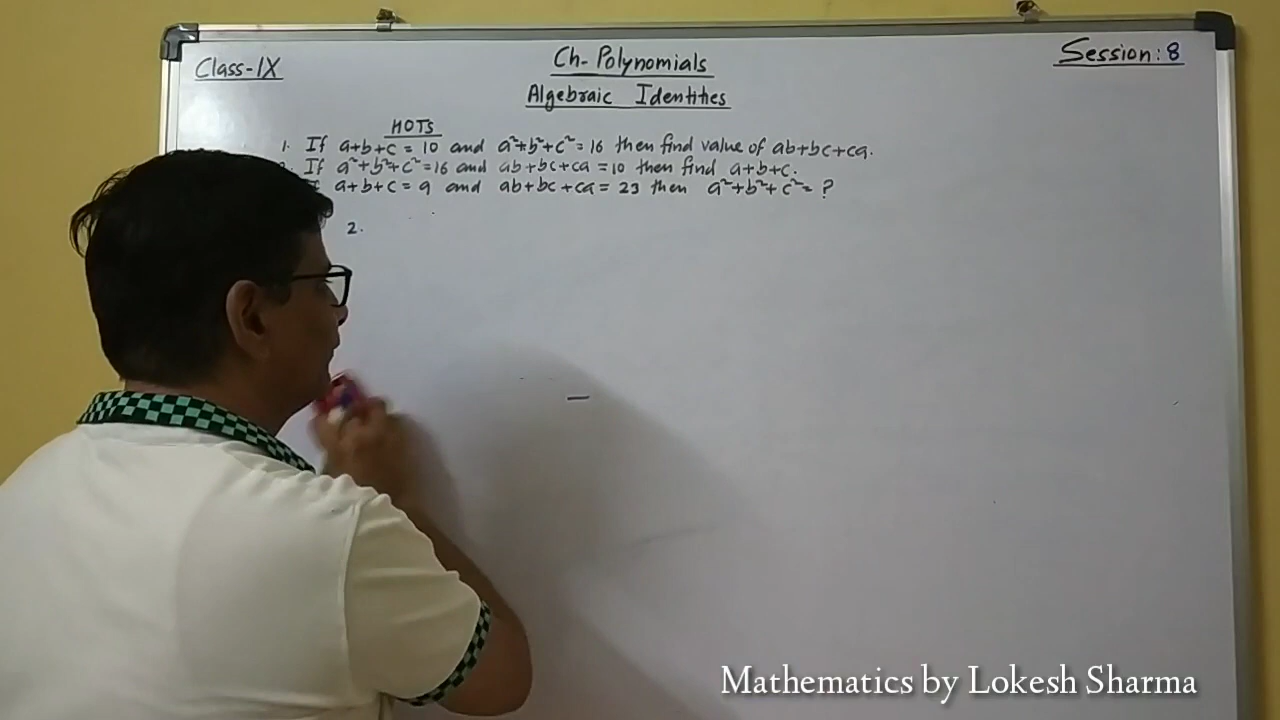 Class-IX
Ch- Polynomials
Session: 8
Algebraic Identities
HOTs
1. If a+b+c = 10 and a²+b²+c² = 16 then find value of ab+bc+ca.
If a²+b²+c² = 16 and ab+bc+ca = 10 then find a+b+c.
a+b+c = 9 and ab+bc+ca = 23 then a²+b²+c² = ?
2.
Mathematics by Lokesh Sharma